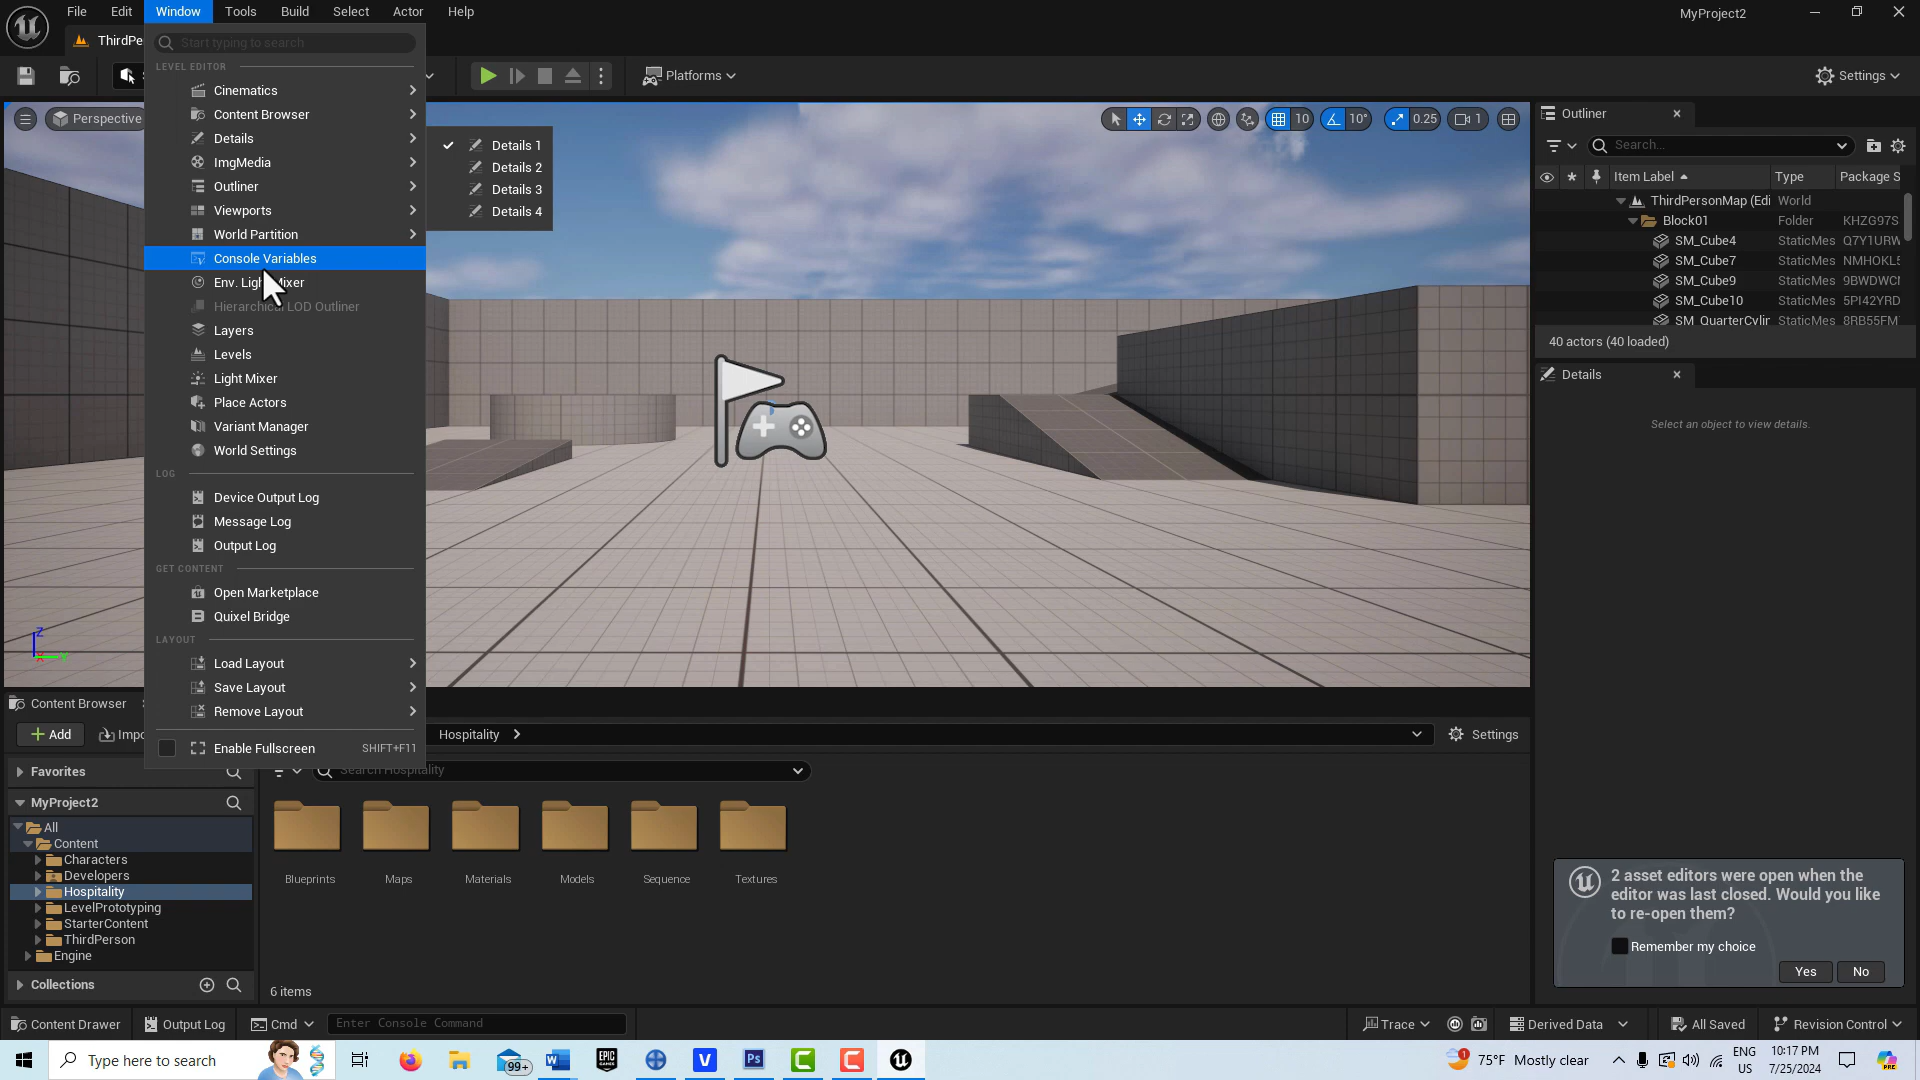 File Edit Window Tools Build Select Actor Help MyProject2
ThirdPe
Start typing to search
LEVEL EDITOR
Cinematics
Content Browser
Details
ImgMedia
Outliner
Viewports
World Partition
Console Variables
Env. Light Mixer
Hierarchical LOD Outliner
Layers
Levels
Light Mixer
Place Actors
Variant Manager
World Settings
LOG
Device Output Log
Message Log
Output Log
GET CONTENT
Open Marketplace
Quixel Bridge
LAYOUT
Load Layout
Save Layout
Remove Layout
Enable Fullscreen SHIFT+F11
Details 1
Details 2
Details 3
Details 4
Platforms
Settings
Perspective
10 10° 0.25 1
Outliner
Search...
Item Label Type Package S
ThirdPersonMap (Edi World
Block01 Folder KHZG97S
SM_Cube4 StaticMes Q7Y1URW
SM_Cube7 StaticMes NMHOKL5
SM_Cube9 StaticMes 9BWDWCI
SM_Cube10 StaticMes 5PI42YRD
SM_QuarterCylir StaticMes 8RB55FM
40 actors (40 loaded)
Details
Select an object to view details.
Z
Content Browser
Add Impo
Hospitality
Settings
Favorites
Search Hospitality
MyProject2
All
Content
Characters
Developers
Hospitality
LevelPrototyping
StarterContent
ThirdPerson
Engine
Collections
Blueprints Maps Materials Models Sequence Textures
6 items
2 asset editors were open when the
editor was last closed. Would you like
to re-open them?
Remember my choice
Yes No
Content Drawer Output Log Cmd Enter Console Command Trace Derived Data All Saved Revision Control
Type here to search 99+ EPIC GAMES W V Ps 1 75°F Mostly clear ENG US 10:17 PM 7/25/2024 PRE